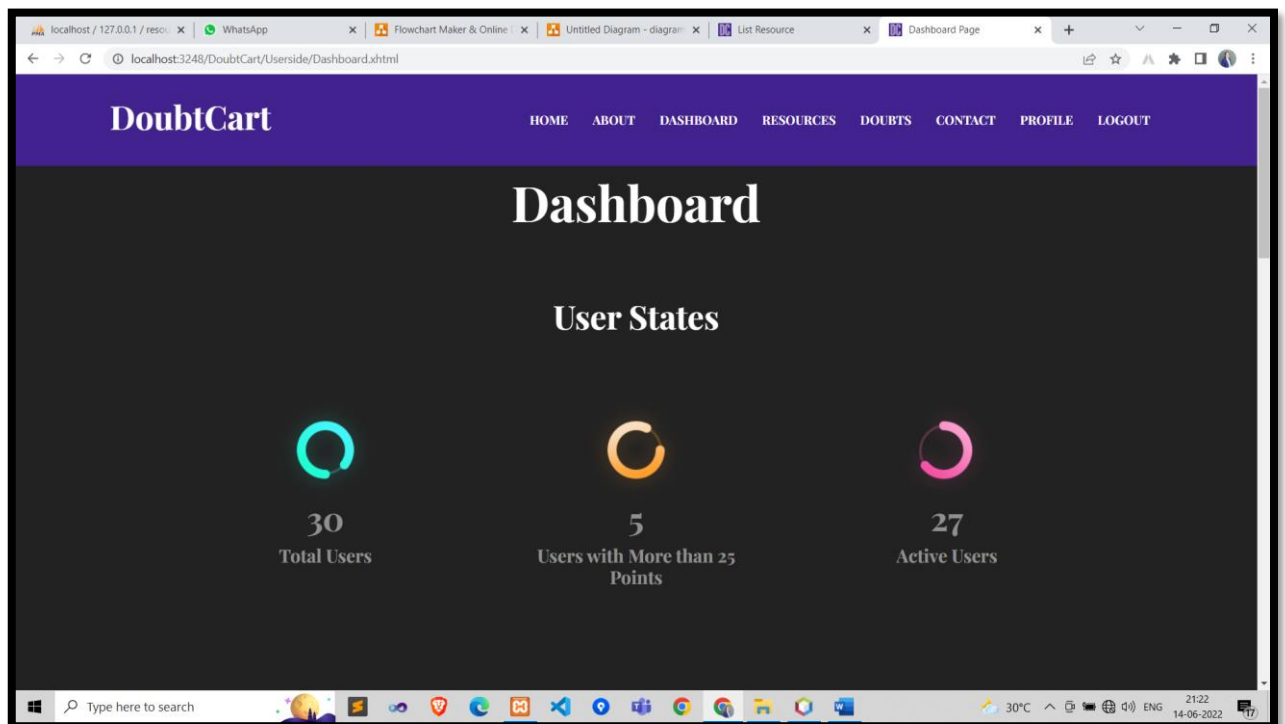 localhost / 127.0.0.1 / resou
WhatsApp
Flowchart Maker & Online
Untitled Diagram - diagram
List Resource
Dashboard Page
localhost:3248/DoubtCart/Userside/Dashboard.xhtml
DoubtCart
HOME ABOUT DASHBOARD RESOURCES DOUBTS CONTACT PROFILE LOGOUT
Dashboard
User States
30
Total Users
5
Users with More than 25
Points
27
Active Users
Type here to search
30°C
ENG
21:22
14-06-2022
17